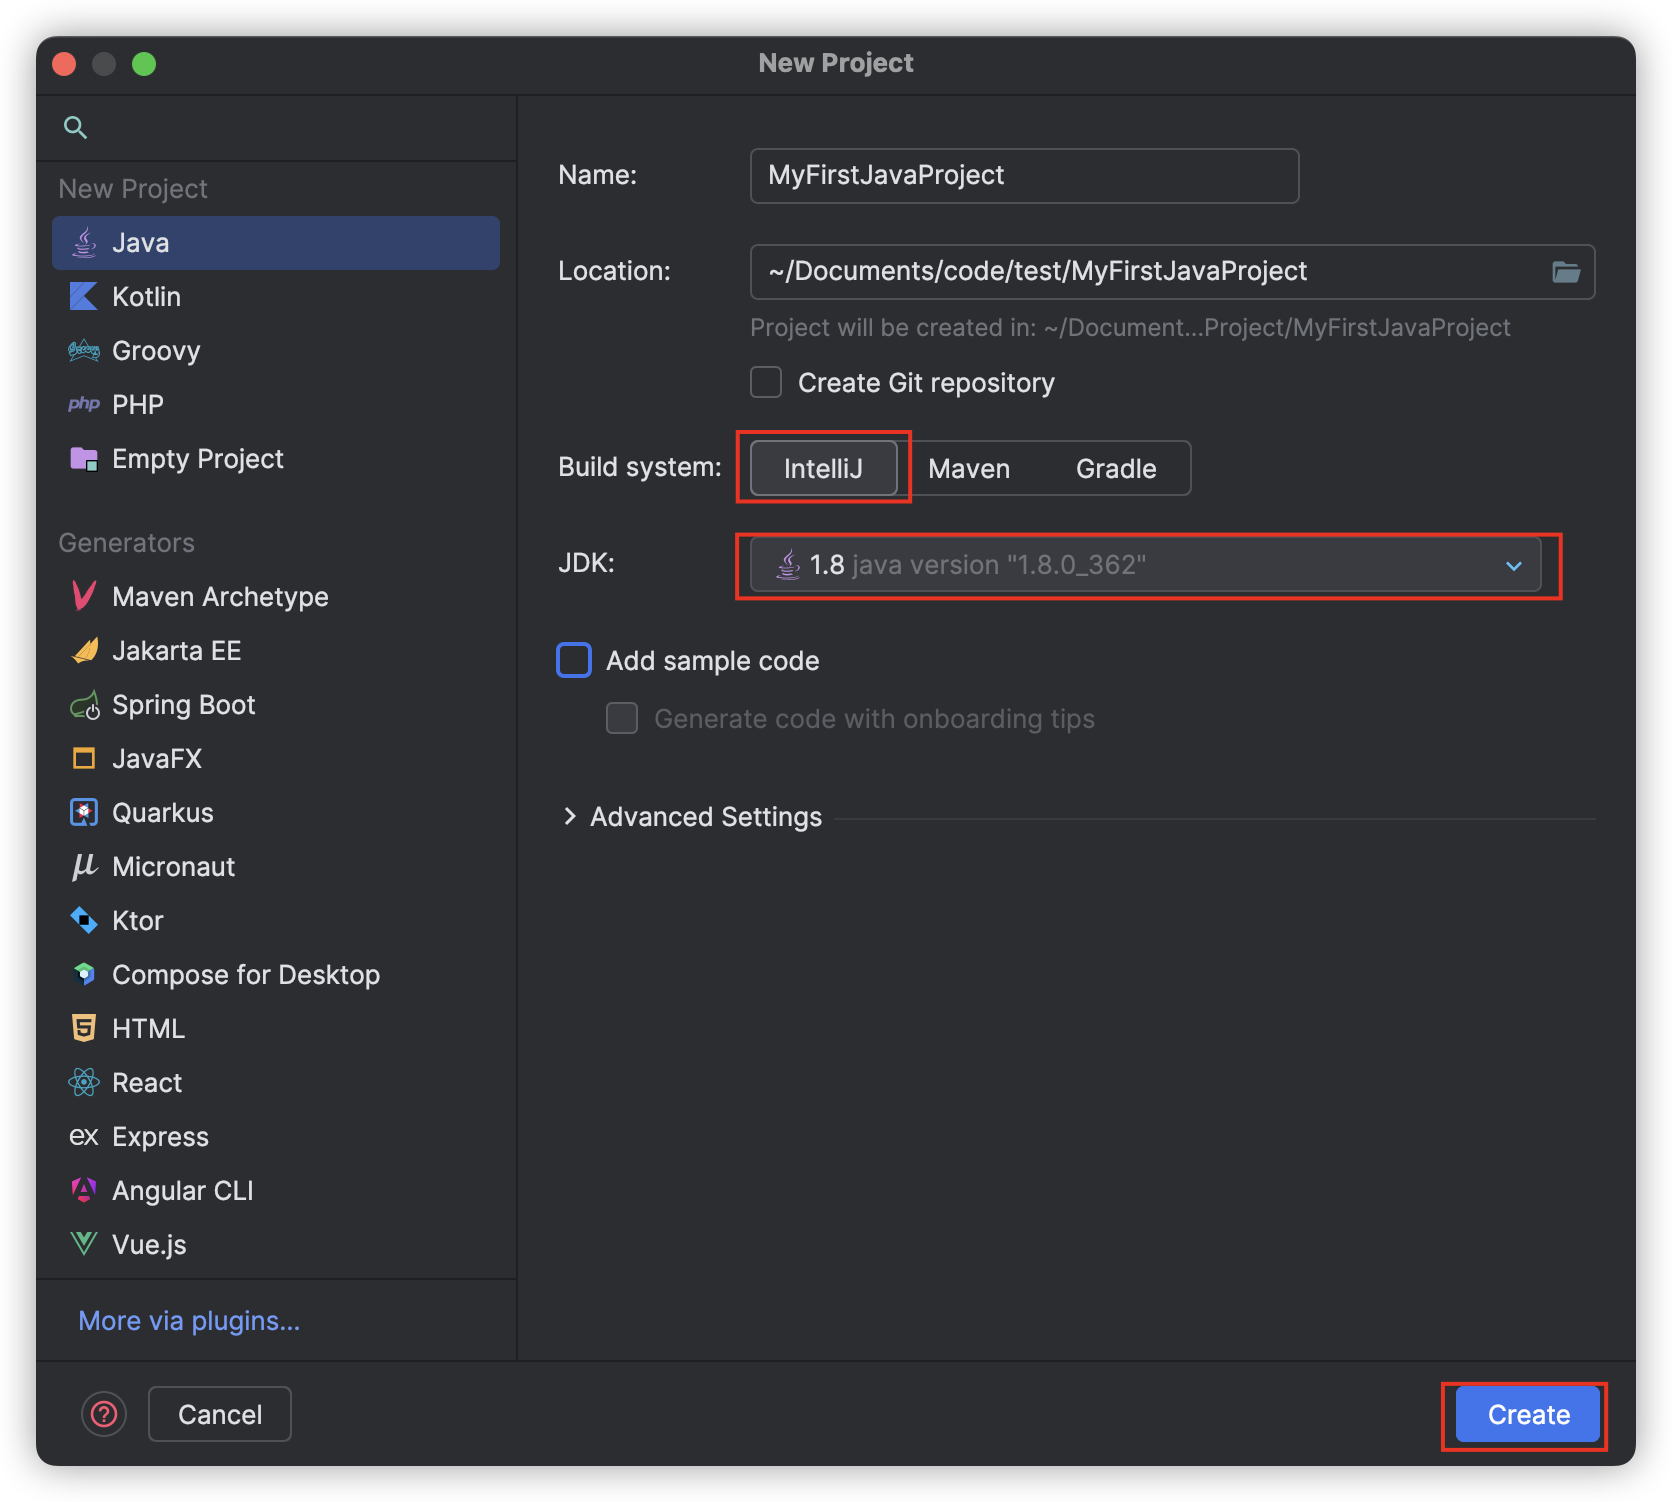 New Project
New Project
Java
Kotlin
Groovy
php PHP
Empty Project
Generators
Maven Archetype
Jakarta EE
Spring Boot
JavaFX
Quarkus
μ Micronaut
Ktor
Compose for Desktop
5 HTML
React
ex Express
A Angular CLI
Vue.js
More via plugins...
Name: MyFirstJavaProject
Location: ~/Documents/code/test/MyFirstJavaProject
Project will be created in: ~/Document...Project/MyFirstJavaProject
Create Git repository
Build system: IntelliJ Maven Gradle
JDK: 1.8 java version "1.8.0_362"
Add sample code
Generate code with onboarding tips
Advanced Settings
? Cancel Create